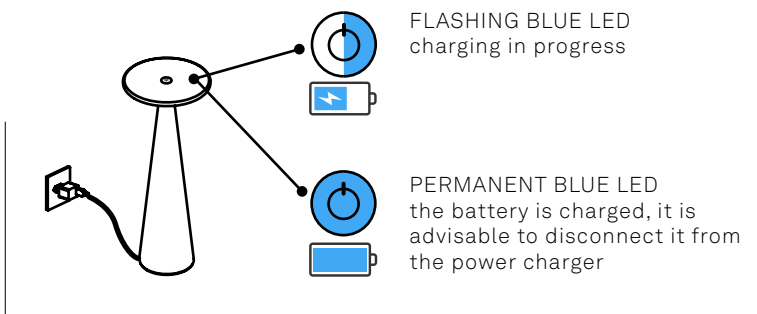 FLASHING BLUE LED
charging in progress
PERMANENT BLUE LED
the battery is charged, it is
advisable to disconnect it from
the power charger